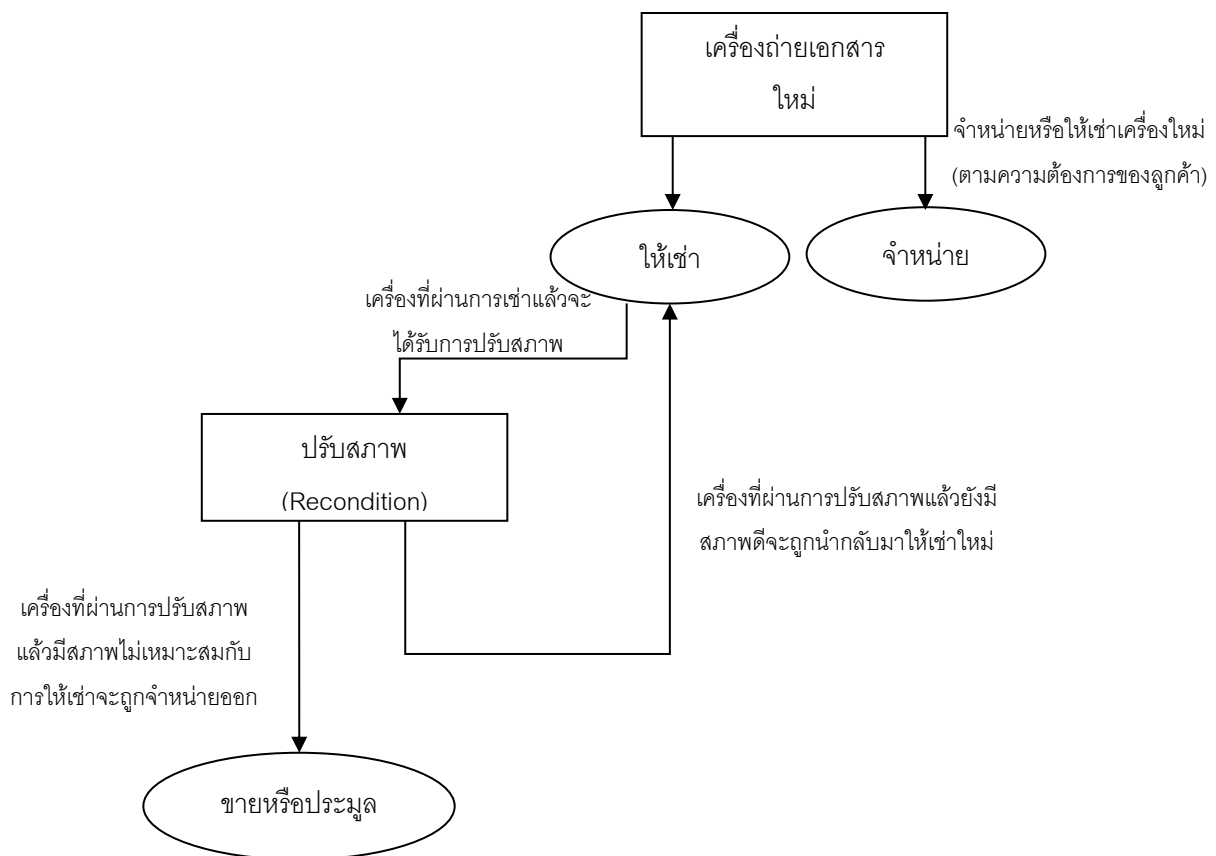 เครื่องถ่ายเอกสาร
ใหม่
จำหน่ายหรือให้เช่าเครื่องใหม่
(ตามความต้องการของลูกค้า)
ให้เช่า
จำหน่าย
เครื่องที่ผ่านการเช่าแล้วจะ
ได้รับการปรับสภาพ
ปรับสภาพ
(Recondition)
เครื่องที่ผ่านการปรับสภาพแล้วยังมี
สภาพดีจะถูกนำกลับมาให้เช่าใหม่
เครื่องที่ผ่านการปรับสภาพ
แล้วมีสภาพไม่เหมาะสมกับ
การให้เช่าจะถูกจำหน่ายออก
ขายหรือประมูล